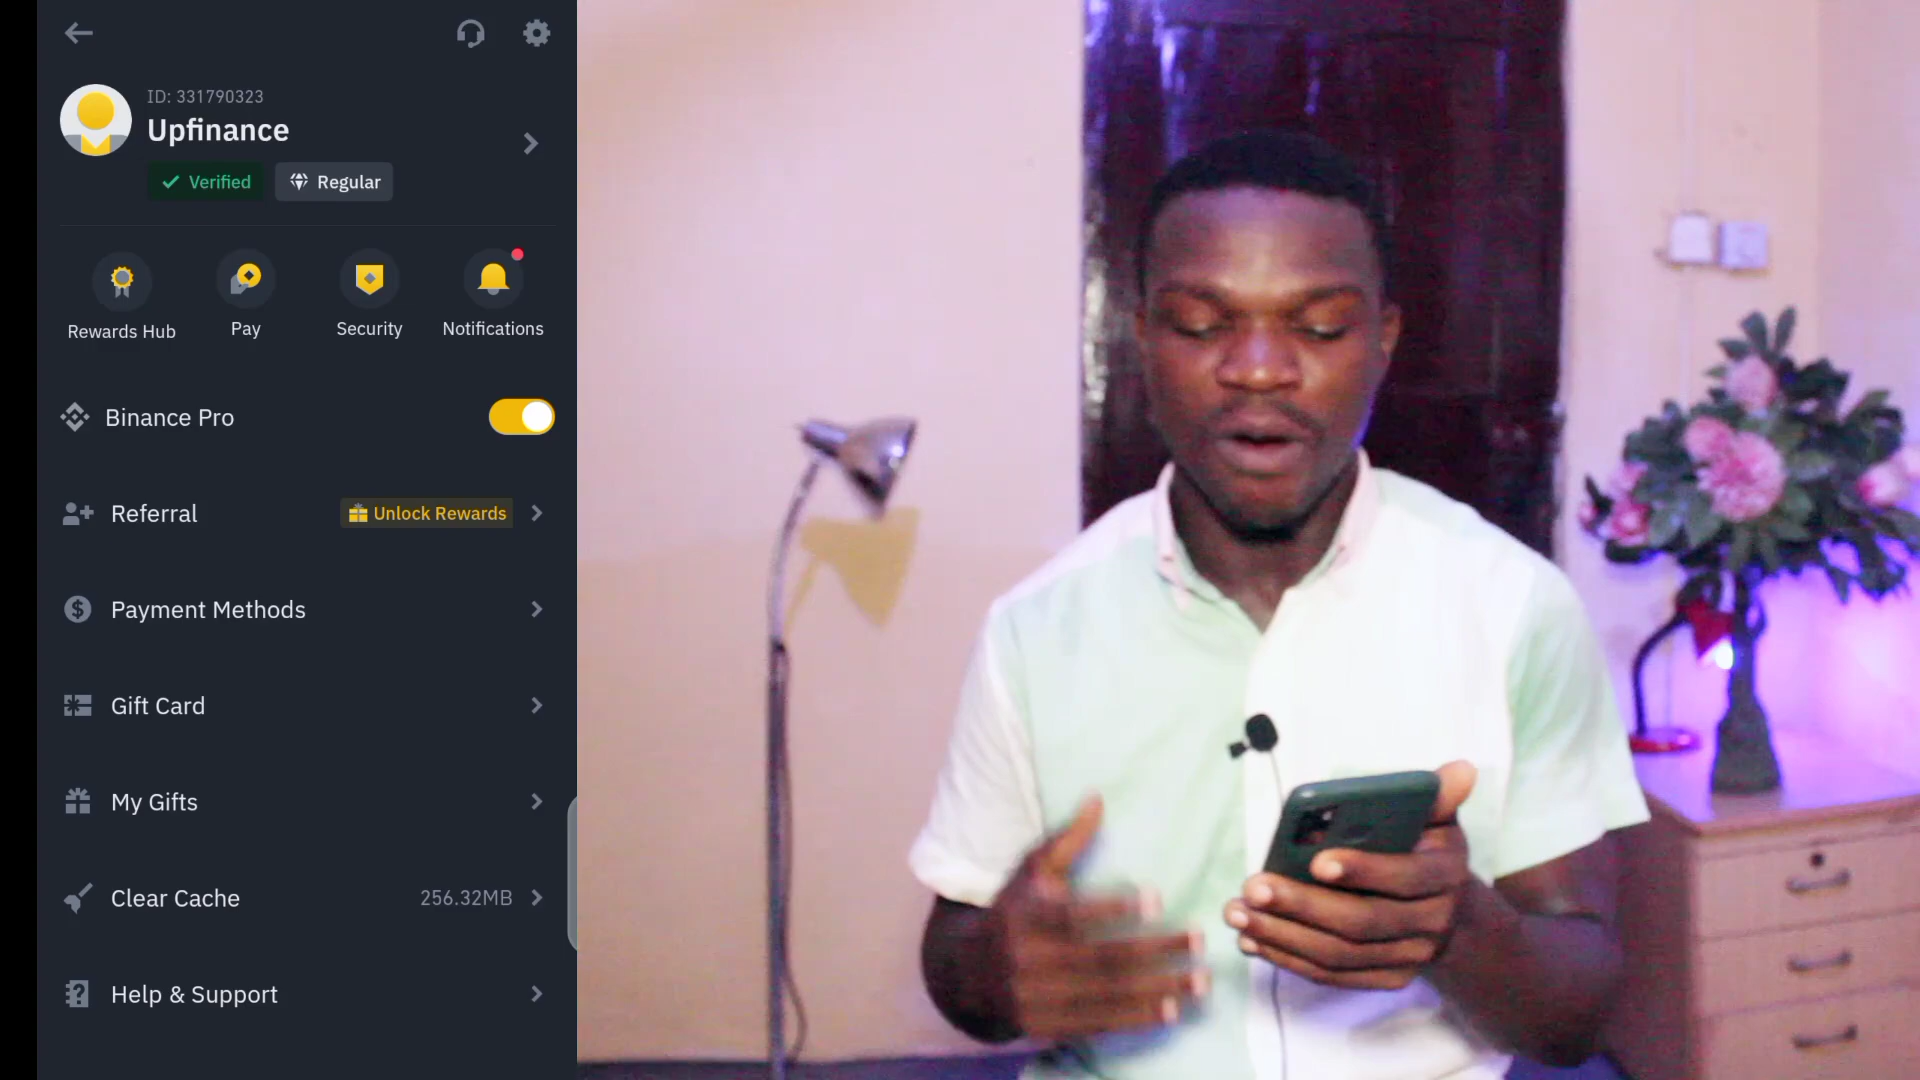 ID: 331790323
Upfinance
Verified
Regular
Rewards Hub
Pay
Security
Notifications
Binance Pro
Referral
Unlock Rewards
Payment Methods
Gift Card
My Gifts
Clear Cache
256.32MB
Help & Support